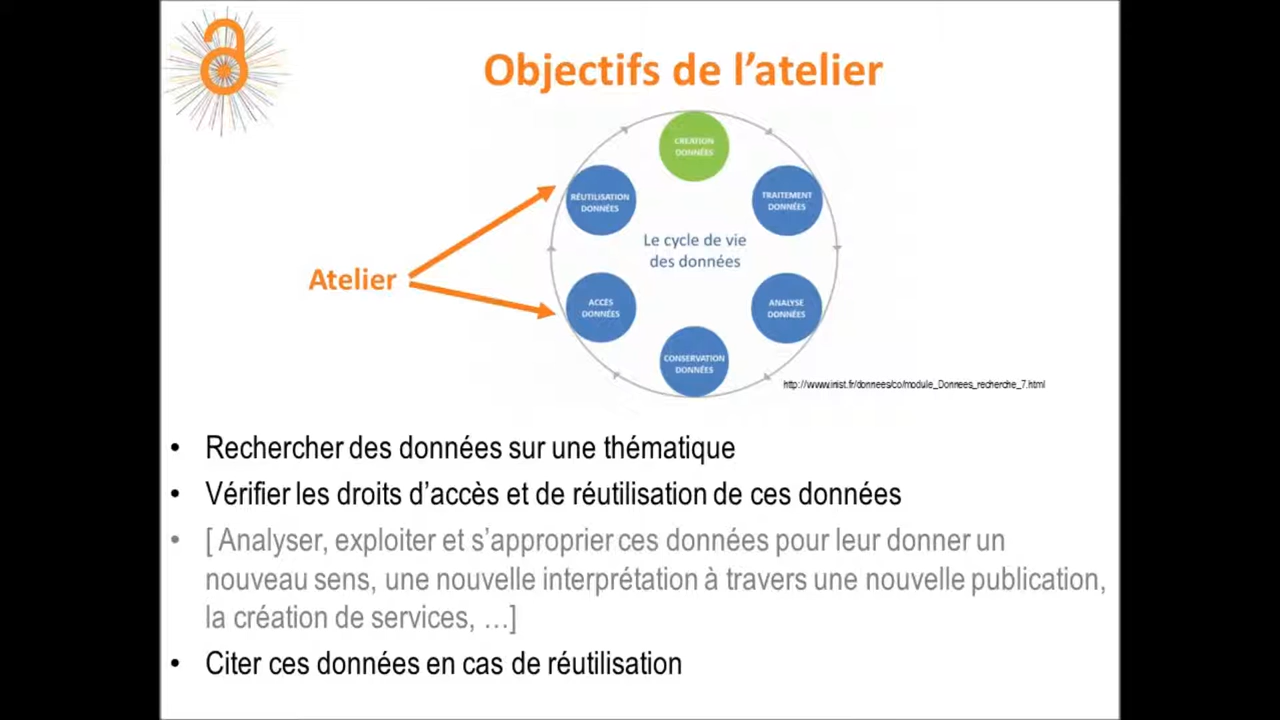 Objectifs de l’atelier
CREATION
DONNÉES
RÉUTILISATION
DONNÉES
TRAITEMENT
DONNÉES
Le cycle de vie
des données
Atelier
ACCÈS
DONNÉES
ANALYSE
DONNÉES
CONSERVATION
DONNÉES
http://www.inist.fr/donnees/co/module_Donnees_recherche_7.html
• Rechercher des données sur une thématique
• Vérifier les droits d’accès et de réutilisation de ces données
• [ Analyser, exploiter et s’approprier ces données pour leur donner un
nouveau sens, une nouvelle interprétation à travers une nouvelle publication,
la création de services, …]
• Citer ces données en cas de réutilisation